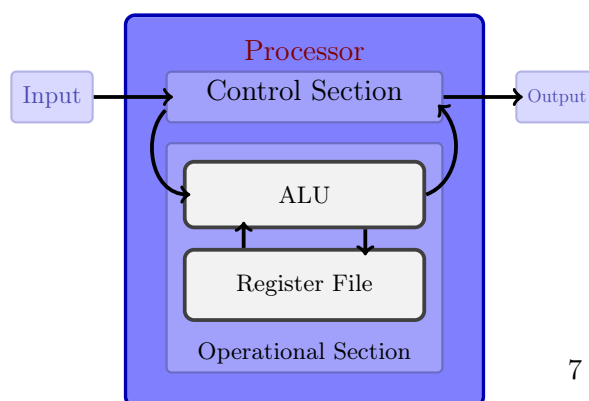 Processor
Input
Control Section
Output
ALU
Register File
Operational Section
7